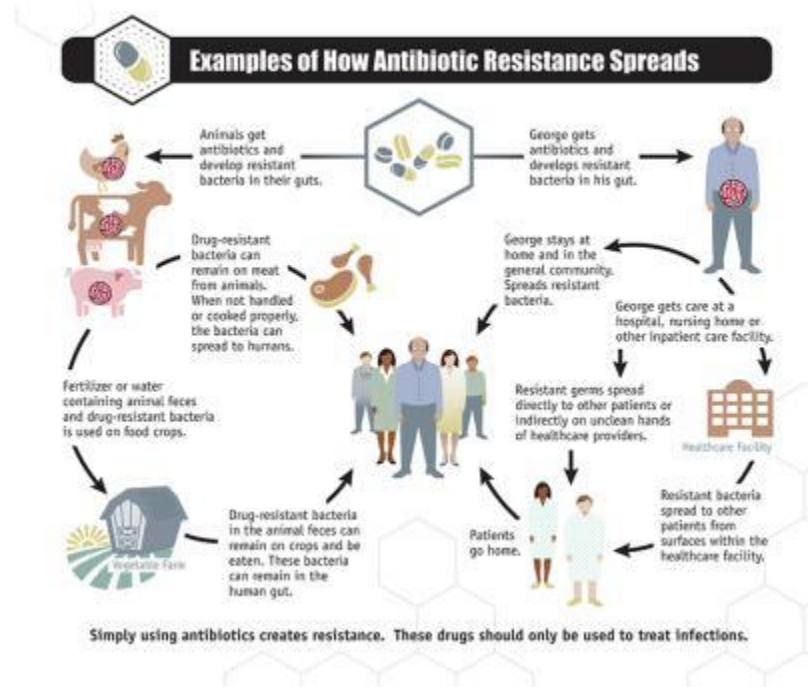 Examples of How Antibiotic Resistance Spreads
Animals get
antibiotics and
develop resistant
bacteria in their guts.
George gets
antibiotics and
develops resistant
bacteria in his gut.
Drug-resistant
bacteria can
remain on meat
from animals.
When not handled
or cooked properly,
the bacteria can
spread to humans.
George stays at
home and in the
general community.
Spreads resistant
bacteria.
George gets care at a
hospital, nursing home or
other inpatient care facility.
Fertilizer or water
containing animal feces
and drug-resistant bacteria
is used on food crops.
Resistant germs spread
directly to other patients or
indirectly on unclean hands
of healthcare providers.
Healthcare Facility
Drug-resistant bacteria
in the animal feces can
remain on crops and be
eaten. These bacteria
can remain in the
human gut.
Vegetable Farm
Patients
go home.
Resistant bacteria
spread to other
patients from
surfaces within the
healthcare facility.
Simply using antibiotics creates resistance. These drugs should only be used to treat infections.